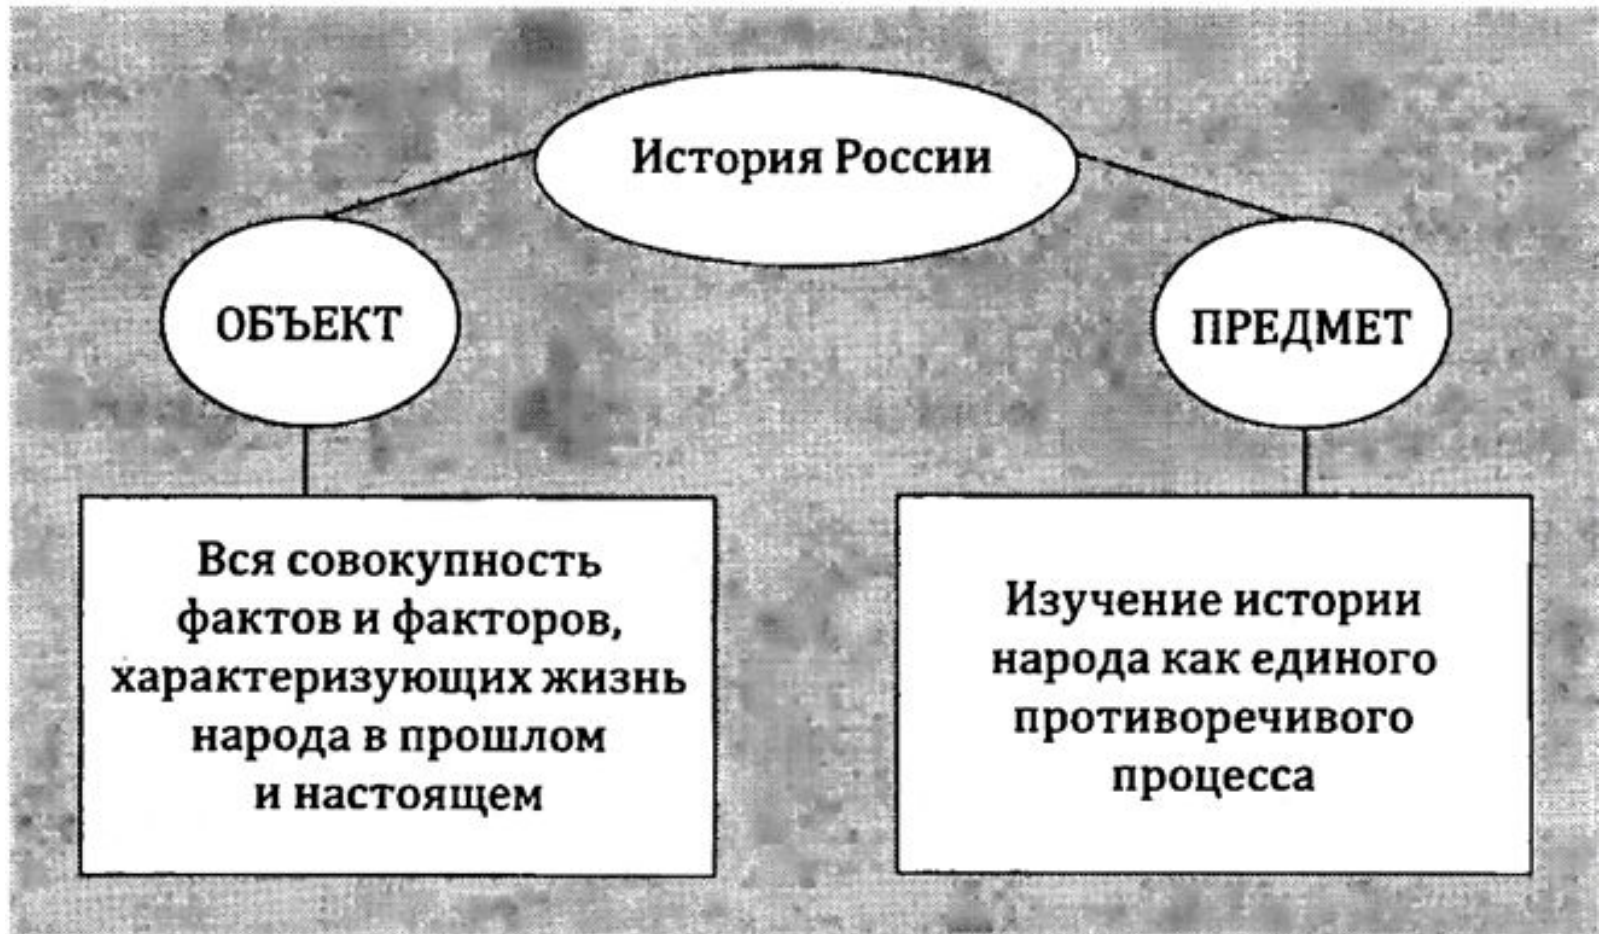 История России
ОБЪЕКТ
ПРЕДМЕТ
Вся совокупность
фактов и факторов,
характеризующих жизнь
народа в прошлом
и настоящем
Изучение истории
народа как единого
противоречивого
процесса